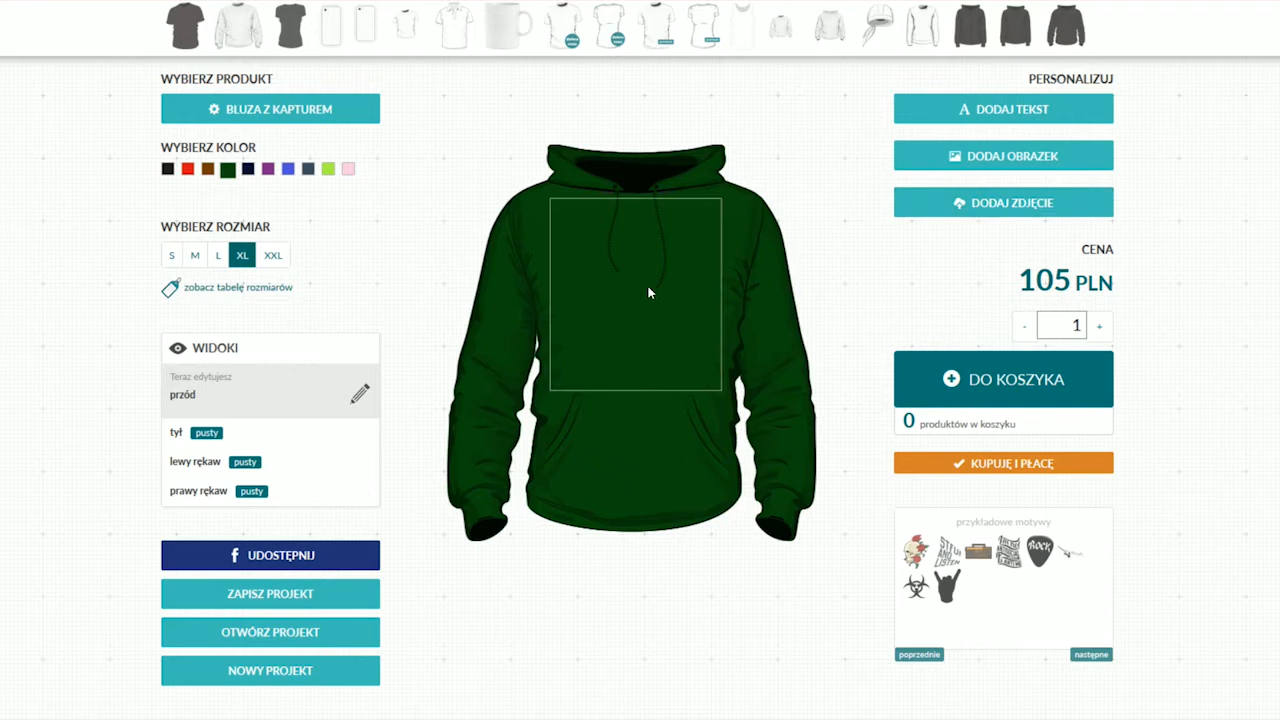 WYBIERZ PRODUKT
BLUZA Z KAPTUREM
WYBIERZ KOLOR
WYBIERZ ROZMIAR
S M L XL XXL
zobacz tabelę rozmiarów
WIDOKI
Teraz edytujesz
przód
tył pusty
lewy rękaw pusty
prawy rękaw pusty
UDOSTĘPNIJ
ZAPISZ PROJEKT
OTWÓRZ PROJEKT
NOWY PROJEKT
PERSONALIZUJ
A DODAJ TEKST
DODAJ OBRAZEK
DODAJ ZDJĘCIE
CENA
105 PLN
- 1 +
DO KOSZYKA
0 produktów w koszyku
KUPUJĘ I PŁACĘ
przykładowe motywy
ROCK
poprzednie
następne